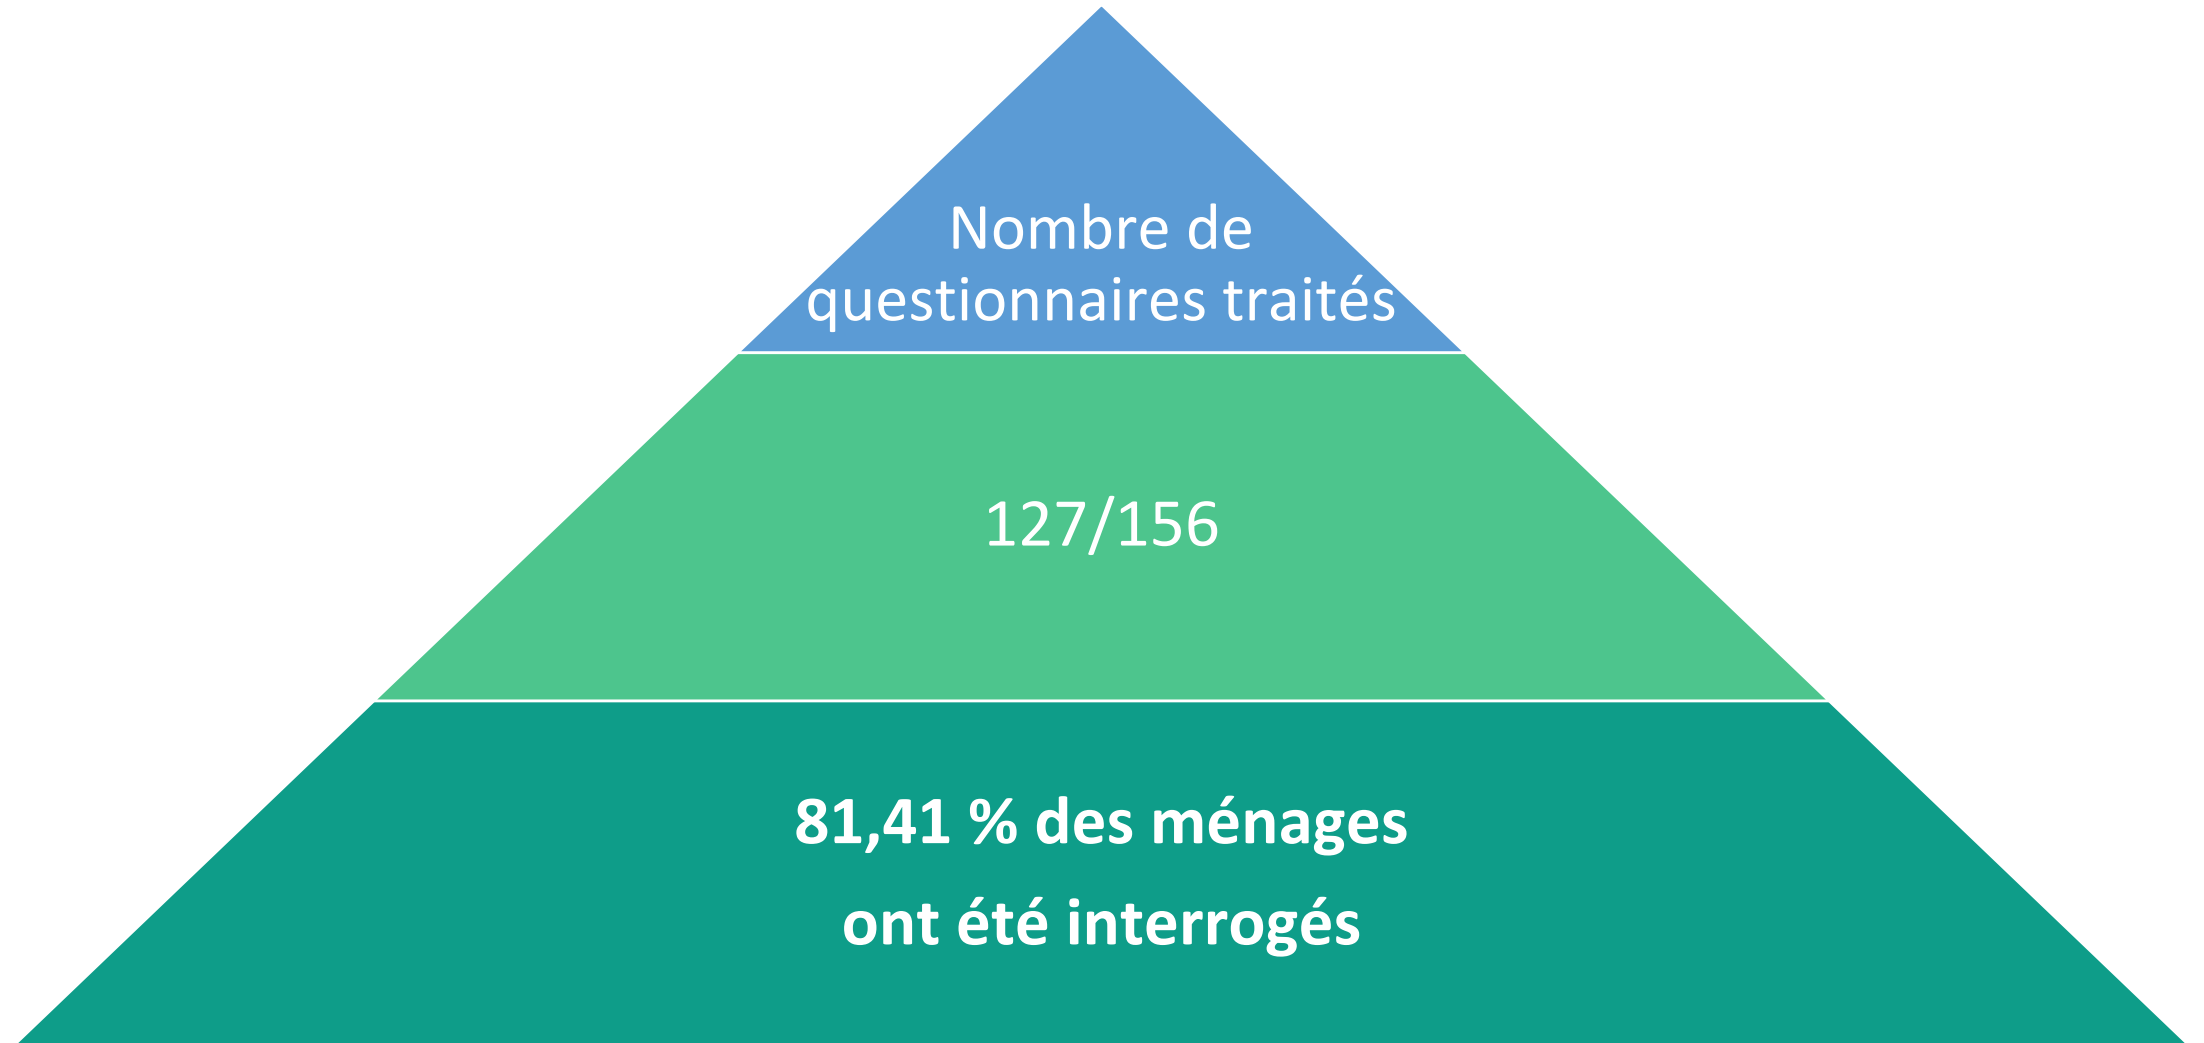 Nombre de
questionnaires traités
127/156
81,41 % des ménages
ont été interrogés